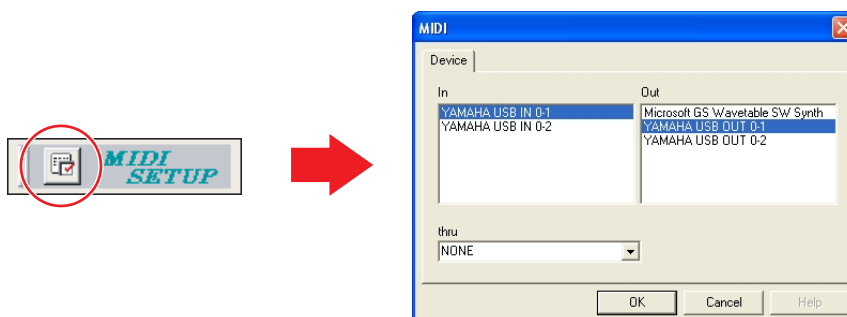 MIDI
SETUP
MIDI
Device
In
YAMAHA USB IN 0-1
YAMAHA USB IN 0-2
Out
Microsoft GS Wavetable SW Synth
YAMAHA USB OUT 0-1
YAMAHA USB OUT 0-2
thru
NONE
OK Cancel Help